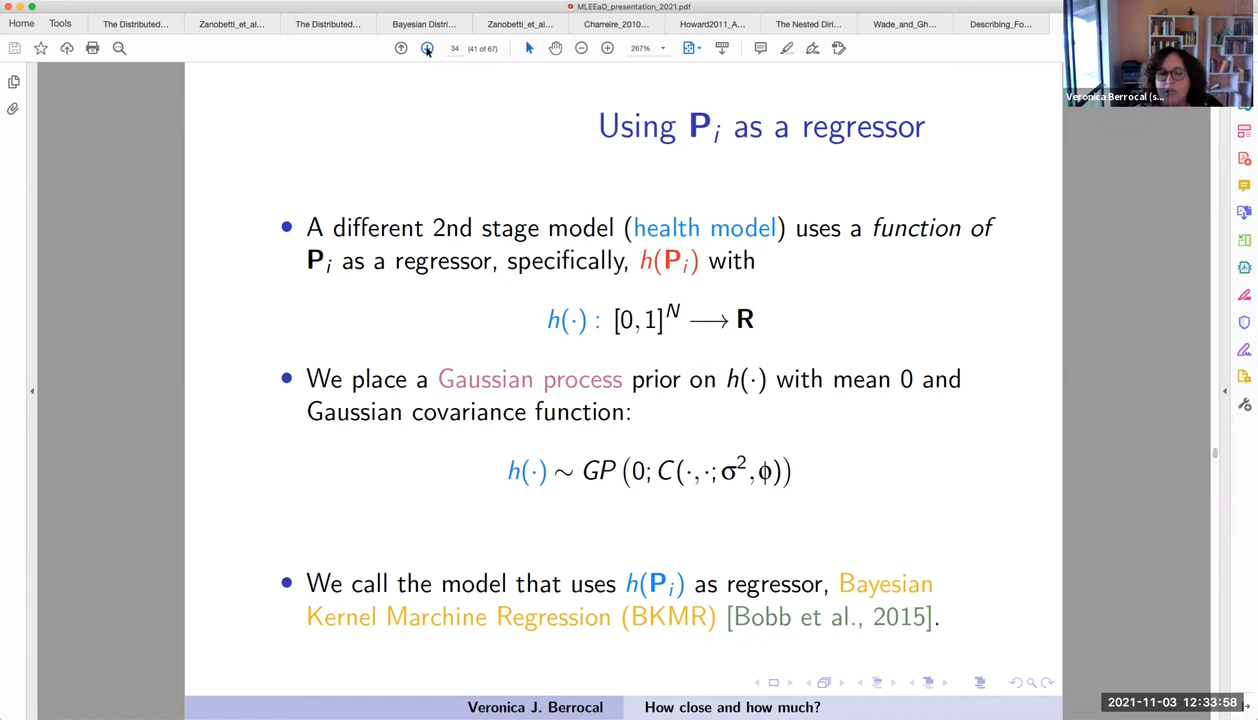 MLEEaD_presentation_2021.pdf
Home Tools The Distributed... Zanobetti_et_al... The Distributed... Bayesian Distri... Zanobetti_et_al... Charreire_2010... Howard2011_A... The Nested Diri... Wade_and_Gh... Describing_Fo...
34 (41 of 67) 267%
Veronica Berrocal (s...
Using Pi as a regressor
• A different 2nd stage model (health model) uses a function of
Pi as a regressor, specifically, h(Pi) with
h(·) : [0, 1]^N ⟶ R
• We place a Gaussian process prior on h(·) with mean 0 and
Gaussian covariance function:
h(·) ∼ GP (0; C(·, ·; σ², ϕ))
• We call the model that uses h(Pi) as regressor, Bayesian
Kernel Marchine Regression (BKMR) [Bobb et al., 2015].
Veronica J. Berrocal How close and how much?
2021-11-03 12:33:58